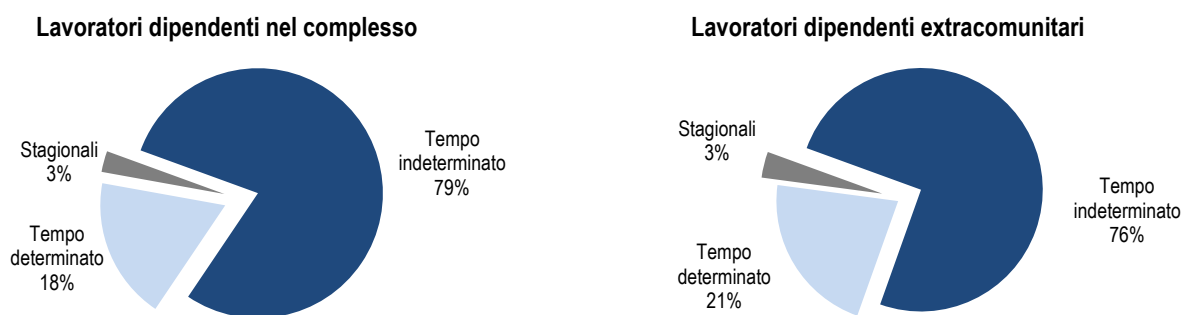 Lavoratori dipendenti nel complesso
Stagionali
3%
Tempo
indeterminato
79%
Tempo
determinato
18%
Lavoratori dipendenti extracomunitari
Stagionali
3%
Tempo
indeterminato
76%
Tempo
determinato
21%